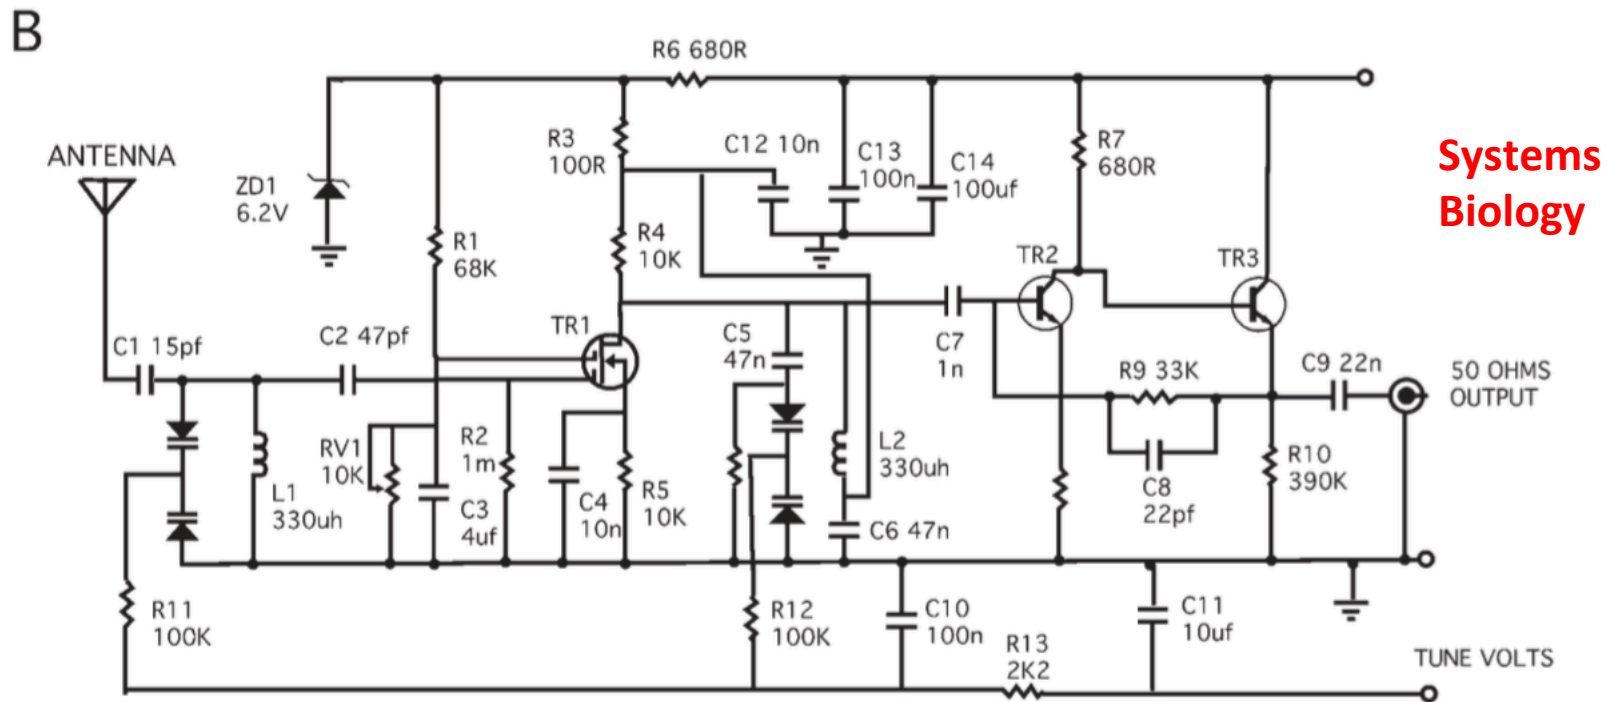 B
R6 680R
ANTENNA
ZD1
6.2V
R3
100R
C12 10n
C13
100n
C14
100uf
R7
680R
Systems
Biology
R1
68K
R4
10K
TR2
TR3
C1 15pf
C2 47pf
TR1
C5
47n
C7
1n
R9 33K
C9 22n
50 OHMS
OUTPUT
RV1
10K
R2
1m
L2
330uh
L1
330uh
C3
4uf
C4
10n
R5
10K
C6 47n
C8
22pf
R10
390K
R11
100K
R12
100K
C10
100n
R13
2K2
C11
10uf
TUNE VOLTS